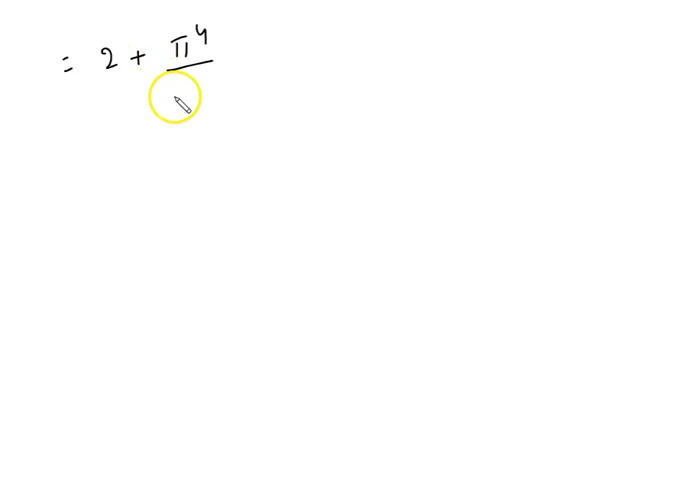 = 2 + π⁴/